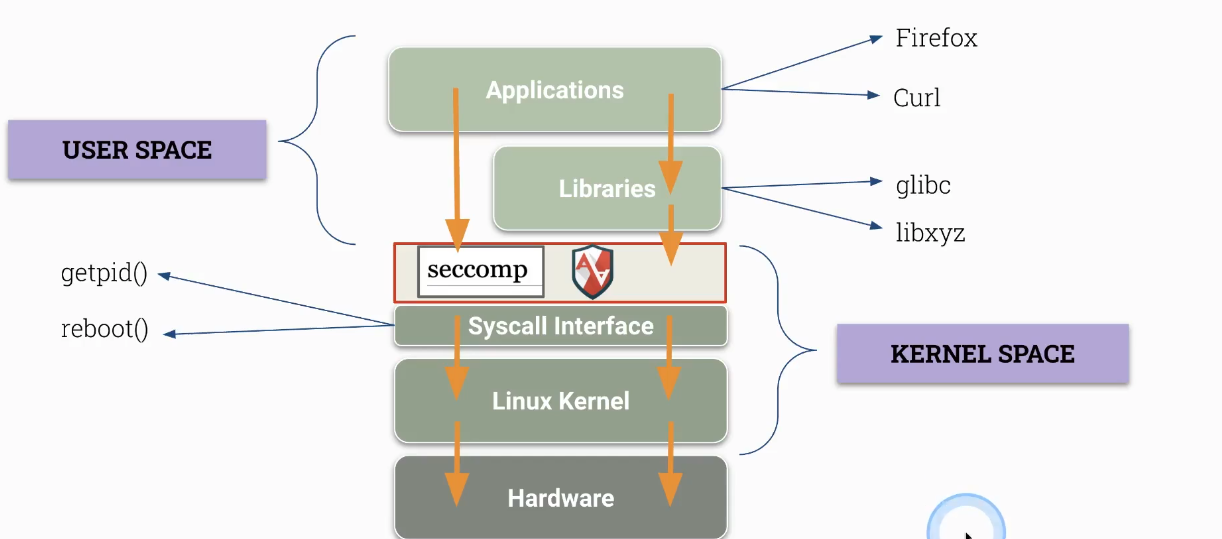 Applications
Firefox
Curl
USER SPACE
Libraries
glibc
libxyz
seccomp
getpid()
reboot()
Syscall Interface
KERNEL SPACE
Linux Kernel
Hardware